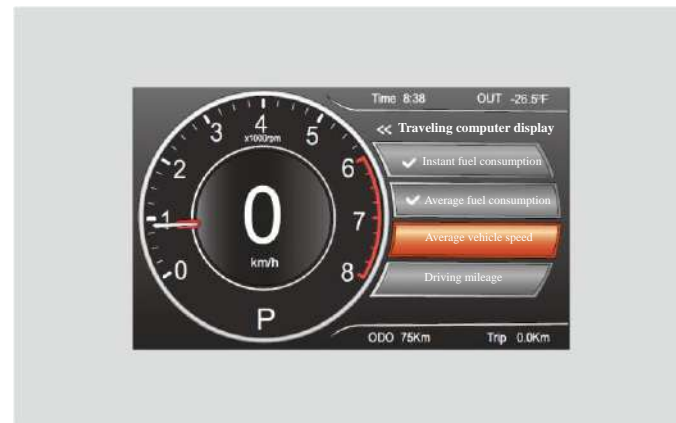 Time 8:38 OUT -26.5°F
<< Traveling computer display
Instant fuel consumption
Average fuel consumption
Average vehicle speed
Driving mileage
0 1 2 3 4 5 6 7 8
x1000rpm
0
km/h
P
ODO 75Km Trip 0.0Km